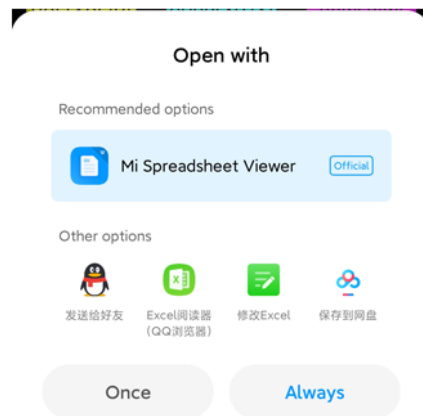 Open with
Recommended options
Mi Spreadsheet Viewer
Official
Other options
发送给好友
Excel阅读器
(QQ浏览器)
修改Excel
保存到网盘
Once
Always